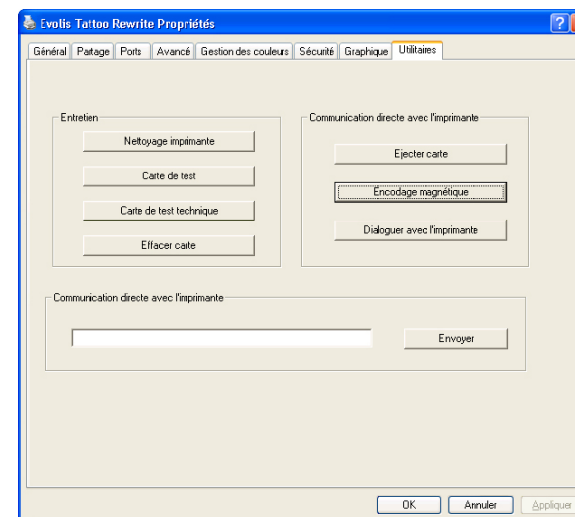 Evolis Tattoo Rewrite Propriétés
Général Partage Ports Avancé Gestion des couleurs Sécurité Graphique Utilitaires
Entretien
Nettoyage imprimante
Carte de test
Carte de test technique
Effacer carte
Communication directe avec l'imprimante
Ejecter carte
Encodage magnétique
Dialoguer avec l'imprimante
Communication directe avec l'imprimante
Envoyer
OK Annuler Appliquer